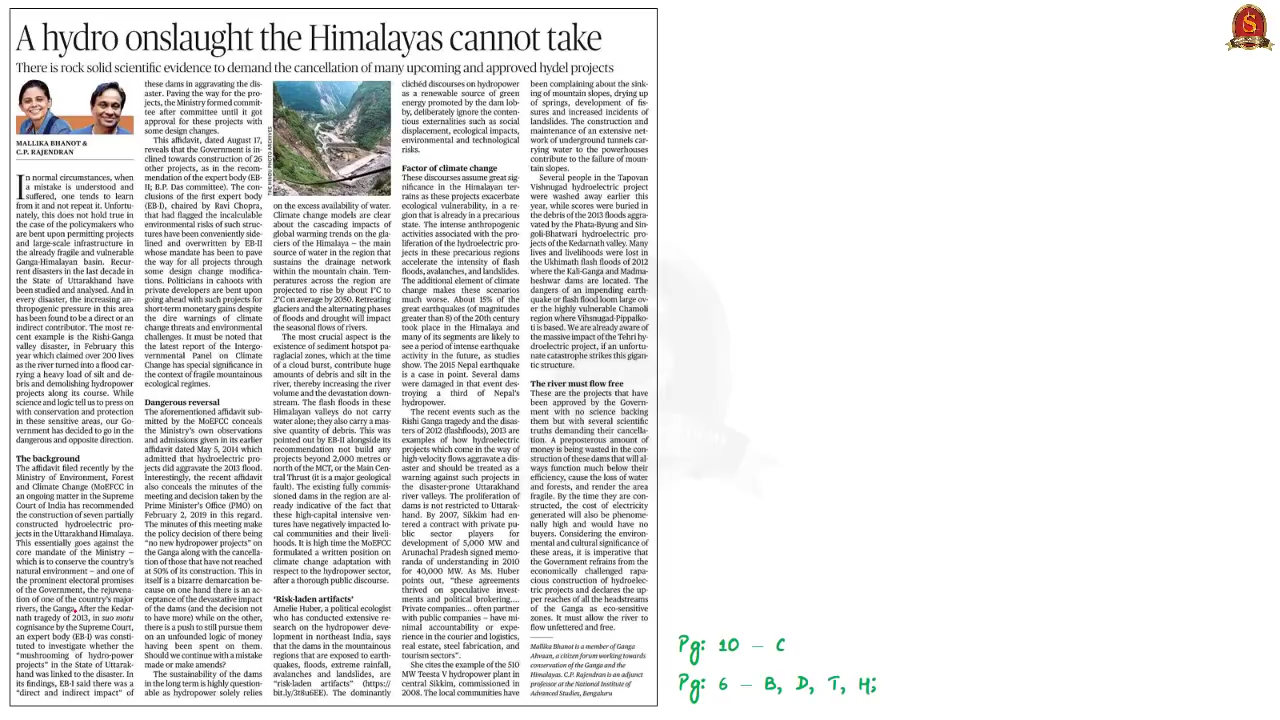 A hydro onslaught the Himalayas cannot take
There is rock solid scientific evidence to demand the cancellation of many upcoming and approved hydel projects
MALLIKA BHANOT &
C.P. RAJENDRAN
In normal circumstances, when
a mistake is understood and
suffered, one tends to learn
from it and not repeat it. Unfortu-
nately, this does not hold true in
the case of the policymakers who
are bent upon permitting projects
and large-scale infrastructure in
the already fragile and vulnerable
Ganga-Himalayan basin. Recur-
rent disasters in the last decade in
the State of Uttarakhand have
been studied and analysed. And in
every disaster, the increasing an-
thropogenic pressure in this area
has been found to be a direct or an
indirect contributor. The most re-
cent example is the Rishi-Ganga
valley disaster, in February this
year which claimed over 200 lives
as the river turned into a flood car-
rying a heavy load of silt and de-
bris and demolishing hydropower
projects along its course. While
science and logic tell us to press on
with conservation and protection
in these sensitive areas, our Go-
vernment has decided to go in the
dangerous and opposite direction.
The background
The affidavit filed recently by the
Ministry of Environment, Forest
and Climate Change (MoEFCC in
an ongoing matter in the Supreme
Court of India has recommended
the construction of seven partially
constructed hydroelectric pro-
jects in the Uttarakhand Himalaya.
This essentially goes against the
core mandate of the Ministry –
which is to conserve the country's
natural environment – and one of
the prominent electoral promises
of the Government, the rejuvena-
tion of one of the country's major
rivers, the Ganga. After the Kedar-
nath tragedy of 2013, in suo motu
cognisance by the Supreme Court,
an expert body (EB-I) was consti-
tuted to investigate whether the
"mushrooming of hydro-power
projects" in the State of Uttarak-
hand was linked to the disaster. In
its findings, EB-I said there was a
"direct and indirect impact" of
these dams in aggravating the dis-
aster. Paving the way for the pro-
jects, the Ministry formed commit-
tee after committee until it got
approval for these projects with
some design changes.
This affidavit, dated August 17,
reveals that the Government is in-
clined towards construction of 26
other projects, as in the recom-
mendation of the expert body (EB-
II; B.P. Das committee). The con-
clusions of the first expert body
(EB-I), chaired by Ravi Chopra,
that had flagged the incalculable
environmental risks of such struc-
tures have been conveniently side-
lined and overwritten by EB-II
whose mandate has been to pave
the way for all projects through
some design change modifica-
tions. Politicians in cahoots with
private developers are bent upon
going ahead with such projects for
short-term monetary gains despite
the dire warnings of climate
change threats and environmental
challenges. It must be noted that
the latest report of the Intergo-
vernmental Panel on Climate
Change has special significance in
the context of fragile mountainous
ecological regimes.
Dangerous reversal
The aforementioned affidavit sub-
mitted by the MoEFCC conceals
the Ministry's own observations
and admissions given in its earlier
affidavit dated May 5, 2014 which
admitted that hydroelectric pro-
jects did aggravate the 2013 flood.
Interestingly, the recent affidavit
also conceals the minutes of the
meeting and decision taken by the
Prime Minister's Office (PMO) on
February 2, 2019 in this regard.
The minutes of this meeting make
the policy decision of there being
"no new hydropower projects" on
the Ganga along with the cancella-
tion of those that have not reached
at 50% of its construction. This in
itself is a bizarre demarcation be-
cause on one hand there is an ac-
ceptance of the devastating impact
of the dams (and the decision not
to have more) while on the other,
there is a push to still pursue them
on an unfounded logic of money
having been spent on them.
Should we continue with a mistake
made or make amends?
The sustainability of the dams
in the long term is highly question-
able as hydropower solely relies
THE HINDU PHOTO ARCHIVES
on the excess availability of water.
Climate change models are clear
about the cascading impacts of
global warming trends on the gla-
ciers of the Himalaya – the main
source of water in the region that
sustains the drainage network
within the mountain chain. Tem-
peratures across the region are
projected to rise by about 1°C to
2°C on average by 2050. Retreating
glaciers and the alternating phases
of floods and drought will impact
the seasonal flows of rivers.
The most crucial aspect is the
existence of sediment hotspot pa-
raglacial zones, which at the time
of a cloud burst, contribute huge
amounts of debris and silt in the
river, thereby increasing the river
volume and the devastation down-
stream. The flash floods in these
Himalayan valleys do not carry
water alone; they also carry a mas-
sive quantity of debris. This was
pointed out by EB-II alongside its
recommendation not build any
projects beyond 2,000 metres or
north of the MCT, or the Main Cen-
tral Thrust (it is a major geological
fault). The existing fully commis-
sioned dams in the region are al-
ready indicative of the fact that
these high-capital intensive ven-
tures have negatively impacted lo-
cal communities and their liveli-
hoods. It is high time the MoEFCC
formulated a written position on
climate change adaptation with
respect to the hydropower sector,
after a thorough public discourse.
'Risk-laden artifacts'
Amelie Huber, a political ecologist
who has conducted extensive re-
search on the hydropower deve-
lopment in northeast India, says
that the dams in the mountainous
regions that are exposed to earth-
quakes, floods, extreme rainfall,
avalanches and landslides, are
"risk-laden artefacts" (https://
bit.ly/3t8u6EE). The dominantly
clichéd discourses on hydropower
as a renewable source of green
energy promoted by the dam lob-
by, deliberately ignore the conten-
tious externalities such as social
displacement, ecological impacts,
environmental and technological
risks.
Factor of climate change
These discourses assume great sig-
nificance in the Himalayan ter-
rains as these projects exacerbate
ecological vulnerability, in a re-
gion that is already in a precarious
state. The intense anthropogenic
activities associated with the pro-
liferation of the hydroelectric pro-
jects in these precarious regions
accelerate the intensity of flash
floods, avalanches, and landslides.
The additional element of climate
change makes these scenarios
much worse. About 15% of the
great earthquakes (of magnitudes
greater than 8) of the 20th century
took place in the Himalaya and
many of its segments are likely to
see a period of intense earthquake
activity in the future, as studies
show. The 2015 Nepal earthquake
is a case in point. Several dams
were damaged in that event des-
troying a third of Nepal's
hydropower.
The recent events such as the
Rishi Ganga tragedy and the disas-
ters of 2012 (flashfloods), 2013 are
examples of how hydroelectric
projects which come in the way of
high-velocity flows aggravate a dis-
aster and should be treated as a
warning against such projects in
the disaster-prone Uttarakhand
river valleys. The proliferation of
dams is not restricted to Uttarak-
hand. By 2007, Sikkim had en-
tered a contract with private pu-
blic sector players for
development of 5,000 MW and
Arunachal Pradesh signed memo-
randa of understanding in 2010
for 40,000 MW. As Ms. Huber
points out, "these agreements
thrived on speculative invest-
ments and political brokering....
Private companies... often partner
with public companies – have mi-
nimal accountability or expe-
rience in the courier and logistics,
real estate, steel fabrication, and
tourism sectors".
She cites the example of the 510
MW Teesta V hydropower plant in
central Sikkim, commissioned in
2008. The local communities have
been complaining about the sink-
ing of mountain slopes, drying up
of springs, development of fis-
sures and increased incidents of
landslides. The construction and
maintenance of an extensive net-
work of underground tunnels car-
rying water to the powerhouses
contribute to the failure of moun-
tain slopes.
Several people in the Tapovan
Vishnugad hydroelectric project
were washed away earlier this
year, while scores were buried in
the debris of the 2013 floods aggra-
vated by the Phata-Byung and Sin-
goli-Bhatwari hydroelectric pro-
jects of the Kedarnath valley. Many
lives and livelihoods were lost in
the Ukhimath flash floods of 2012
where the Kali-Ganga and Madma-
heshwar dams are located. The
dangers of an impending earth-
quake or flash flood loom large ov-
er the highly vulnerable Chamoli
region where Vihsnugad-Pippalko-
ti is based. We are already aware of
the massive impact of the Tehri hy-
droelectric project, if an unfortu-
nate catastrophe strikes this gigan-
tic structure.
The river must flow free
These are the projects that have
been approved by the Govern-
ment with no science backing
them but with several scientific
truths demanding their cancella-
tion. A preposterous amount of
money is being wasted in the con-
struction of these dams that will al-
ways function much below their
efficiency, cause the loss of water
and forests, and render the area
fragile. By the time they are con-
structed, the cost of electricity
generated will also be phenome-
nally high and would have no
buyers. Considering the environ-
mental and cultural significance of
these areas, it is imperative that
the Government refrains from the
economically challenged rapa-
cious construction of hydroelec-
tric projects and declares the up-
per reaches of all the headstreams
of the Ganga as eco-sensitive
zones. It must allow the river to
flow unfettered and free.
Mallika Bhanot is a member of Ganga
Ahvaan, a citizen forum working towards
conservation of the Ganga and the
Himalayas. C.P. Rajendran is an adjunct
professor at the National Institute of
Advanced Studies, Bengaluru
Pg: 10 – C
Pg: 6 – B, D, T, H;
S